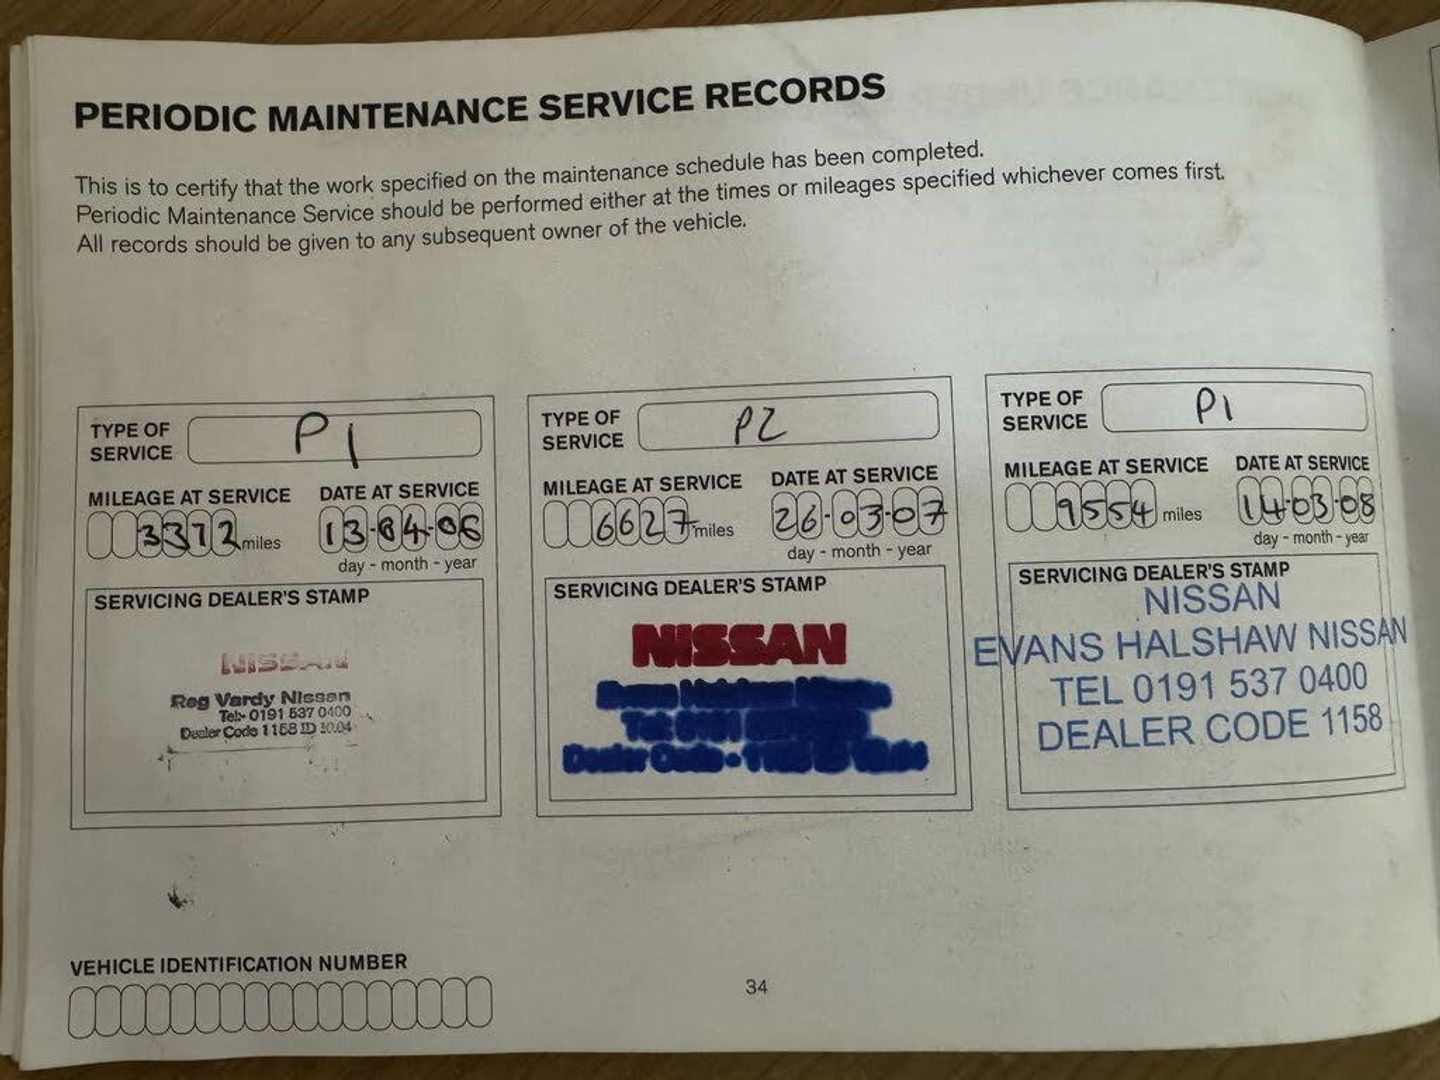 PERIODIC MAINTENANCE SERVICE RECORDS
This is to certify that the work specified on the maintenance schedule has been completed.
Periodic Maintenance Service should be performed either at the times or mileages specified whichever comes first.
All records should be given to any subsequent owner of the vehicle.
TYPE OF SERVICE P1
MILEAGE AT SERVICE DATE AT SERVICE
3372 miles 13-04-06
day - month - year
SERVICING DEALER'S STAMP
NISSAN
Reg Vardy Nissan
Tel:- 0191 537 0400
Dealer Code 1158 ID
TYPE OF SERVICE P2
MILEAGE AT SERVICE DATE AT SERVICE
6627 miles 26-03-07
day - month - year
SERVICING DEALER'S STAMP
NISSAN
Tel: 0191
Dealer Code
TYPE OF SERVICE P1
MILEAGE AT SERVICE DATE AT SERVICE
9554 miles 14-03-08
day - month - year
SERVICING DEALER'S STAMP
NISSAN
EVANS HALSHAW NISSAN
TEL 0191 537 0400
DEALER CODE 1158
VEHICLE IDENTIFICATION NUMBER
34